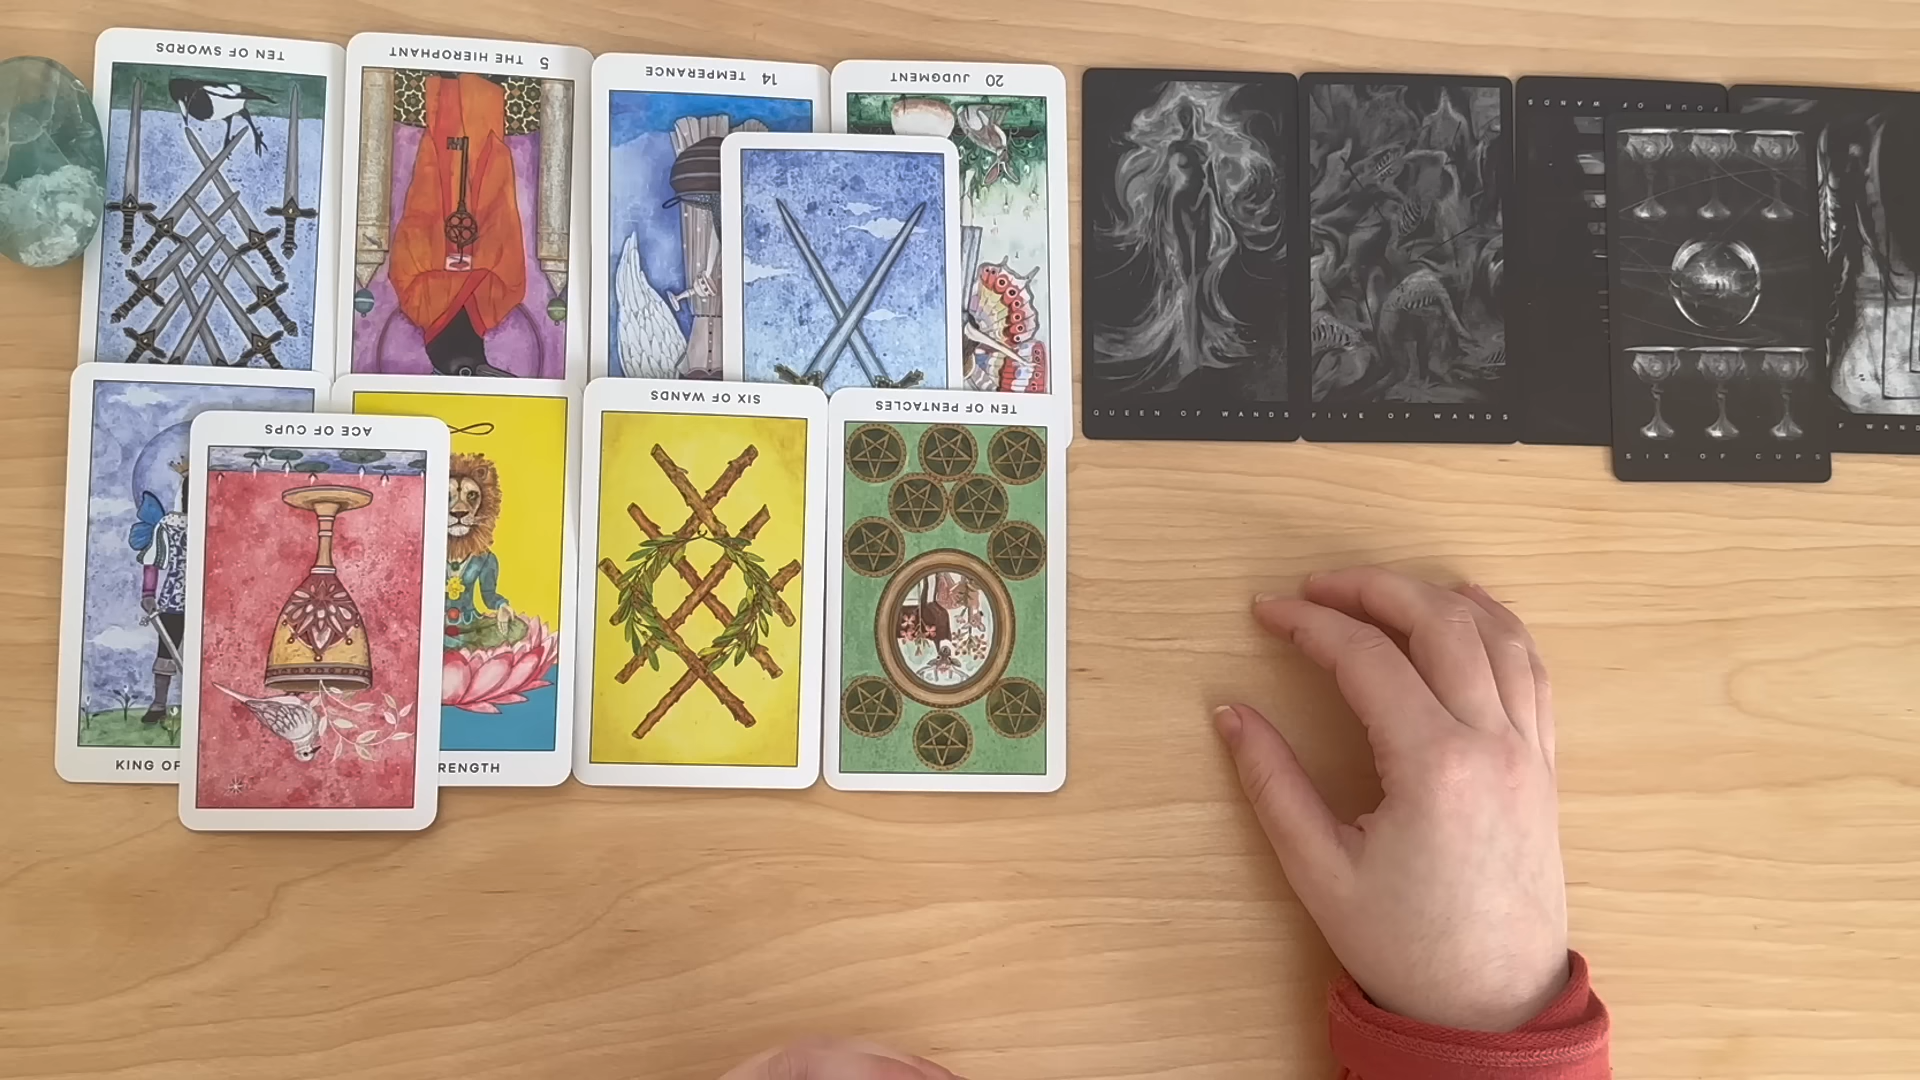 TEN OF SWORDS
5 THE HIEROPHANT
14 TEMPERANCE
20 JUDGMENT
FOUR OF WANDS
QUEEN OF WANDS
FIVE OF WANDS
F WAND
SIX OF CUPS
ACE OF CUPS
SIX OF WANDS
TEN OF PENTACLES
KING OF
RENGTH